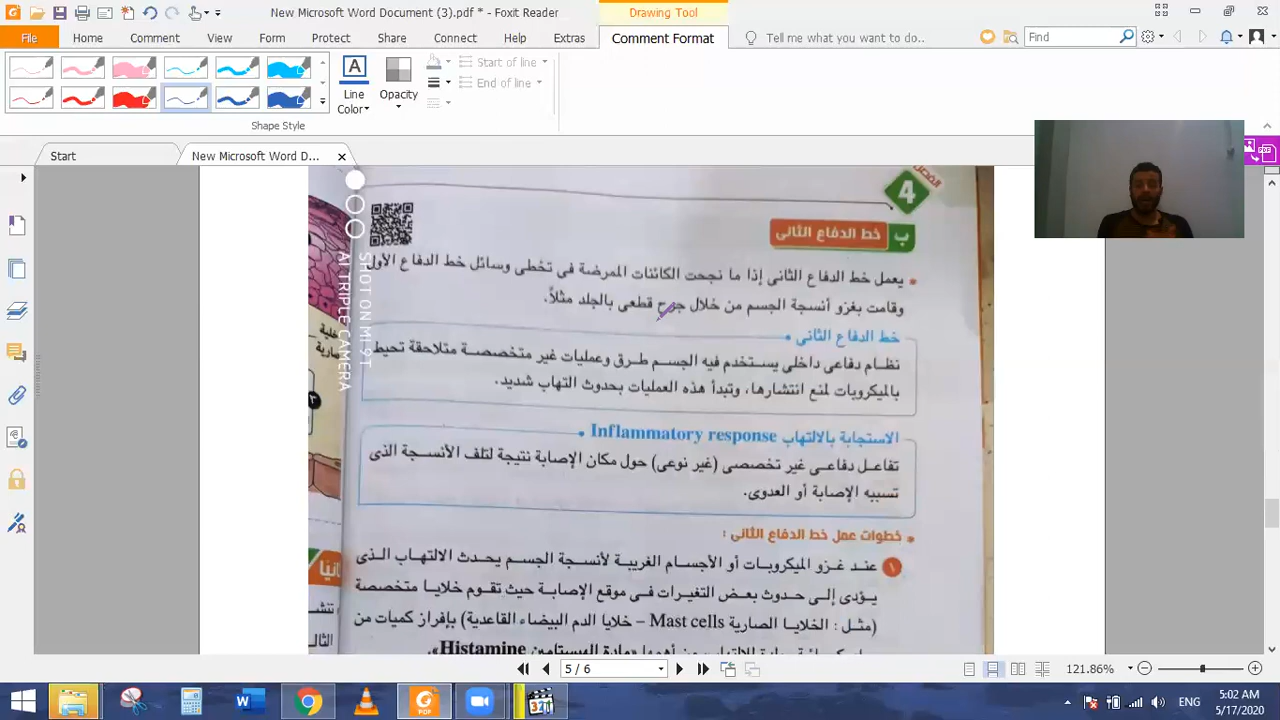 New Microsoft Word Document (3).pdf * - Foxit Reader
Drawing Tool
File
Home
Comment
View
Form
Protect
Share
Connect
Help
Extras
Comment Format
Tell me what you want to do..
Find
Line
Color
Opacity
Start of line
End of line
Shape Style
Start
New Microsoft Word D...
الفصل
4
ب
خط الدفاع الثانى
يعمل خط الدفاع الثانى إذا ما نجحت الكائنات الممرضة فى تخطى وسائل خط الدفاع الأول
وقامت بغزو أنسجة الجسم من خلال جرح قطعى بالجلد مثلاً.
خط الدفاع الثانى
نظام دفاعى داخلى يستخدم فيه الجسم طرق وعمليات غير متخصصة متلاحقة تحيط
بالميكروبات لمنع انتشارها، وتبدأ هذه العمليات بحدوث التهاب شديد.
الاستجابة بالالتهاب Inflammatory response
تفاعل دفاعى غير تخصصى (غير نوعى) حول مكان الإصابة نتيجة لتلف الأنسجة الذى
تسببه الإصابة أو العدوى.
خطوات عمل خط الدفاع الثانى :
١ عند غزو الميكروبات أو الأجسام الغريبة لأنسجة الجسم يحدث الالتهاب الذى
يؤدى إلى حدوث بعض التغيرات فى موقع الإصابة حيث تقوم خلايا متخصصة
(مثل : الخلايا الصارية Mast cells – خلايا الدم البيضاء القاعدية) بإفراز كميات من
من أهمها «مادة الهيستامين Histamine».
SHOT ON MI 9T
AI TRIPLE CAMERA
٣
5 / 6
121.86%
ENG
5:02 AM
5/17/2020